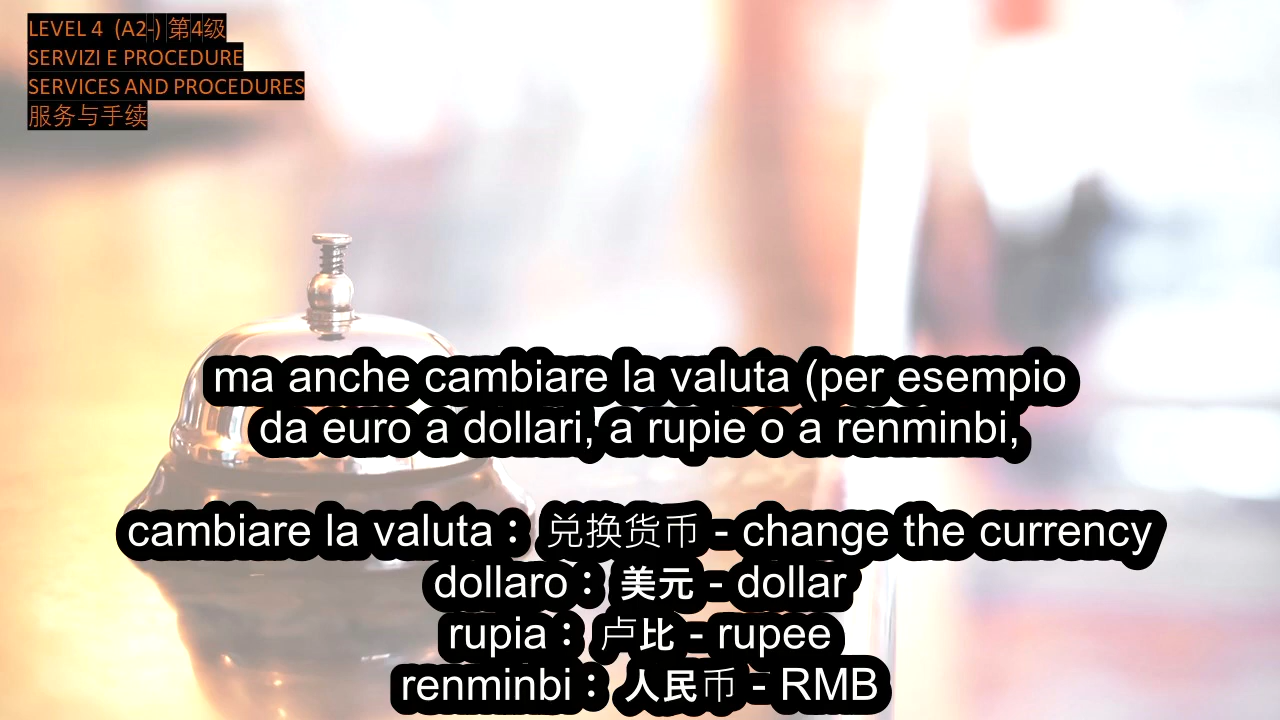 LEVEL 4 (A2-) 第4级
SERVIZI E PROCEDURE
SERVICES AND PROCEDURES
服务与手续
ma anche cambiare la valuta (per esempio
da euro a dollari, a rupie o a renminbi,
cambiare la valuta：兑换货币 - change the currency
dollaro：美元 - dollar
rupia：卢比 - rupee
renminbi：人民币 - RMB